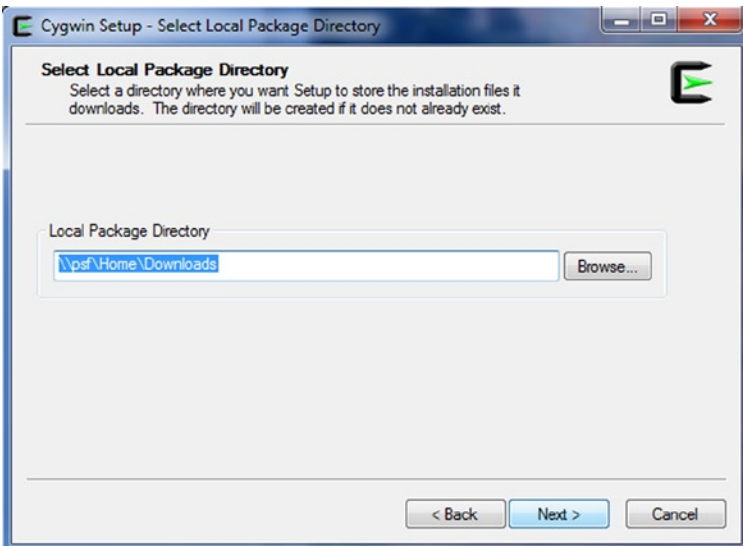 Cygwin Setup - Select Local Package Directory
Select Local Package Directory
Select a directory where you want Setup to store the installation files it
downloads. The directory will be created if it does not already exist.
Local Package Directory
\\psf\Home\Downloads
Browse...
< Back
Next >
Cancel